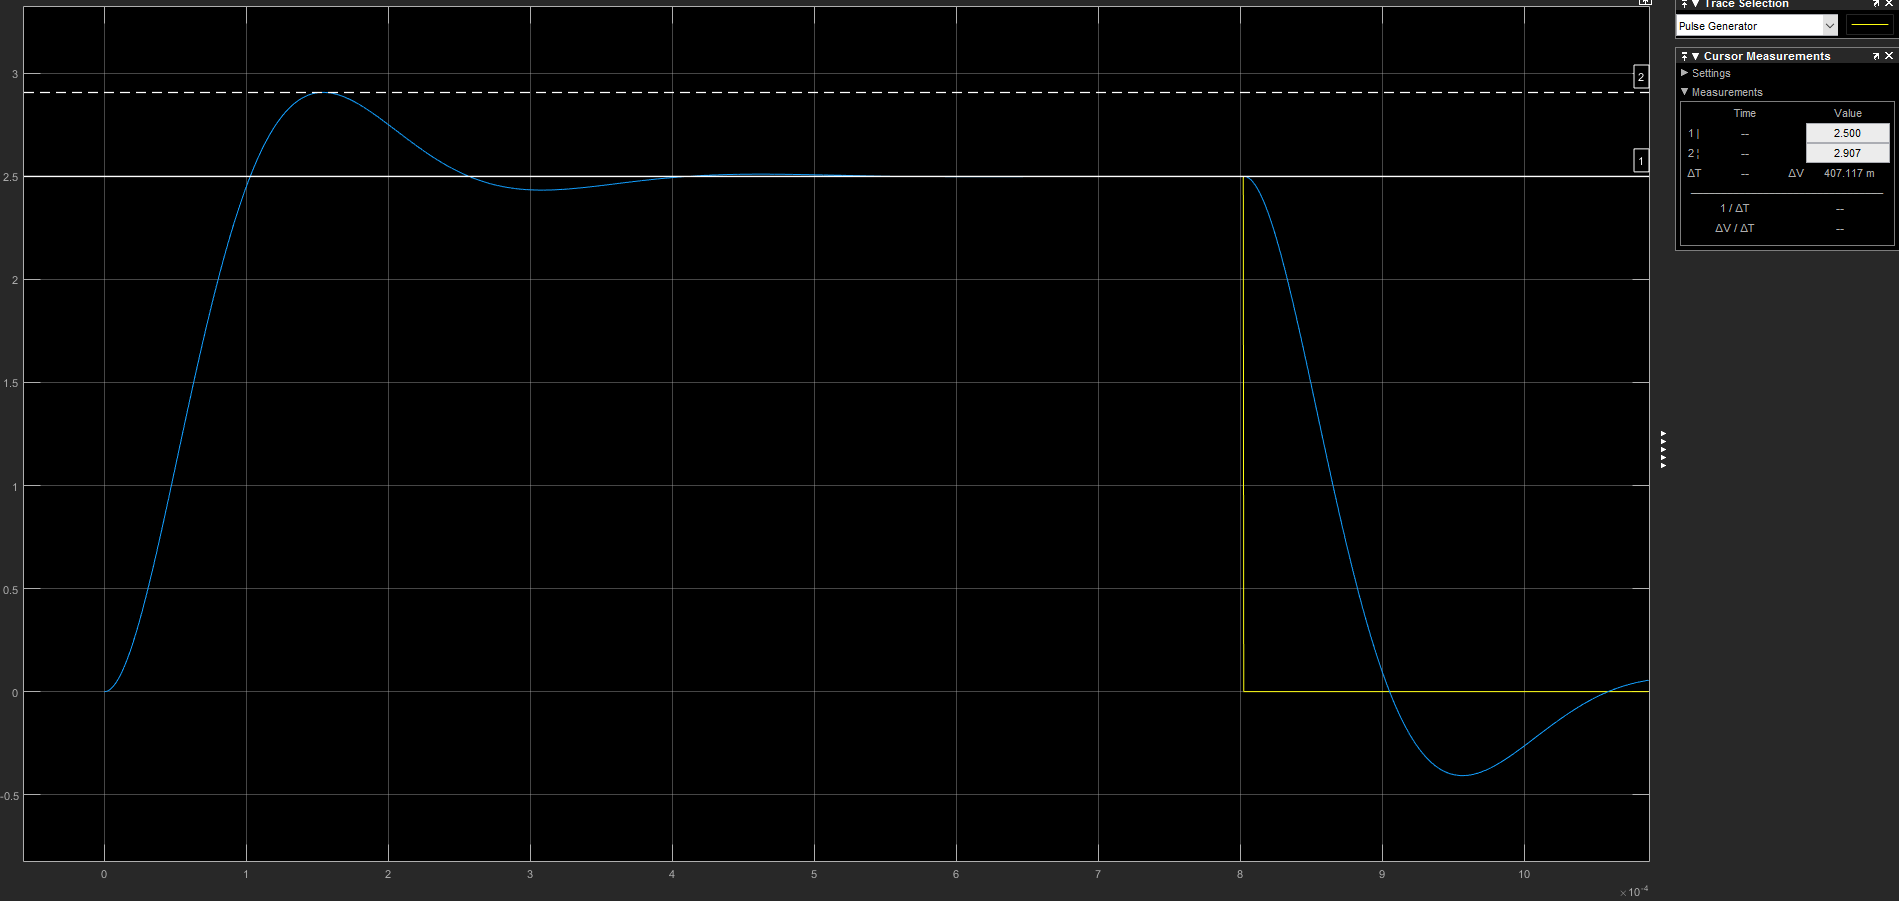 Trace Selection
Pulse Generator
Cursor Measurements
Settings
Measurements
Time Value
1 | -- 2.500
2 ¦ -- 2.907
ΔT -- ΔV 407.117 m
1 / ΔT --
ΔV / ΔT --
3
2.5
2
1.5
1
0.5
0
-0.5
2
1
0 1 2 3 4 5 6 7 8 9 10
×10-4